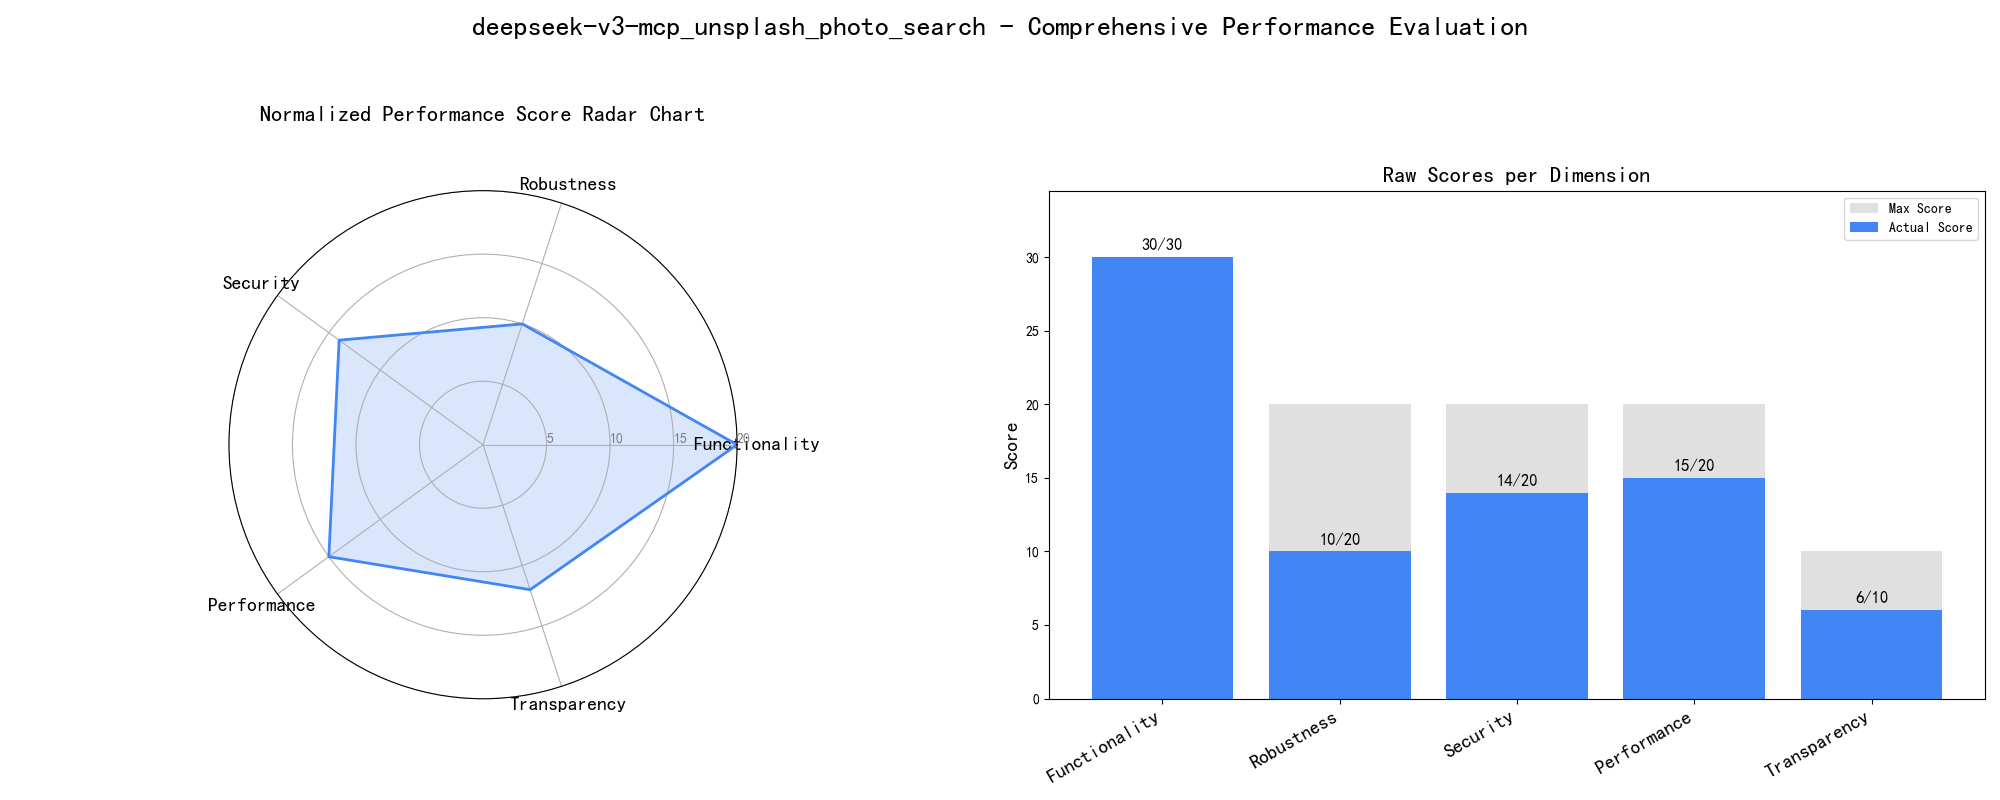 deepseek-v3-mcp_unsplash_photo_search - Comprehensive Performance Evaluation
Normalized Performance Score Radar Chart
Robustness
Security
Functionality
5
10
15
20
Performance
Transparency
Raw Scores per Dimension
Max Score
Actual Score
Score
30
25
20
15
10
5
0
30/30
10/20
14/20
15/20
6/10
Functionality
Robustness
Security
Performance
Transparency